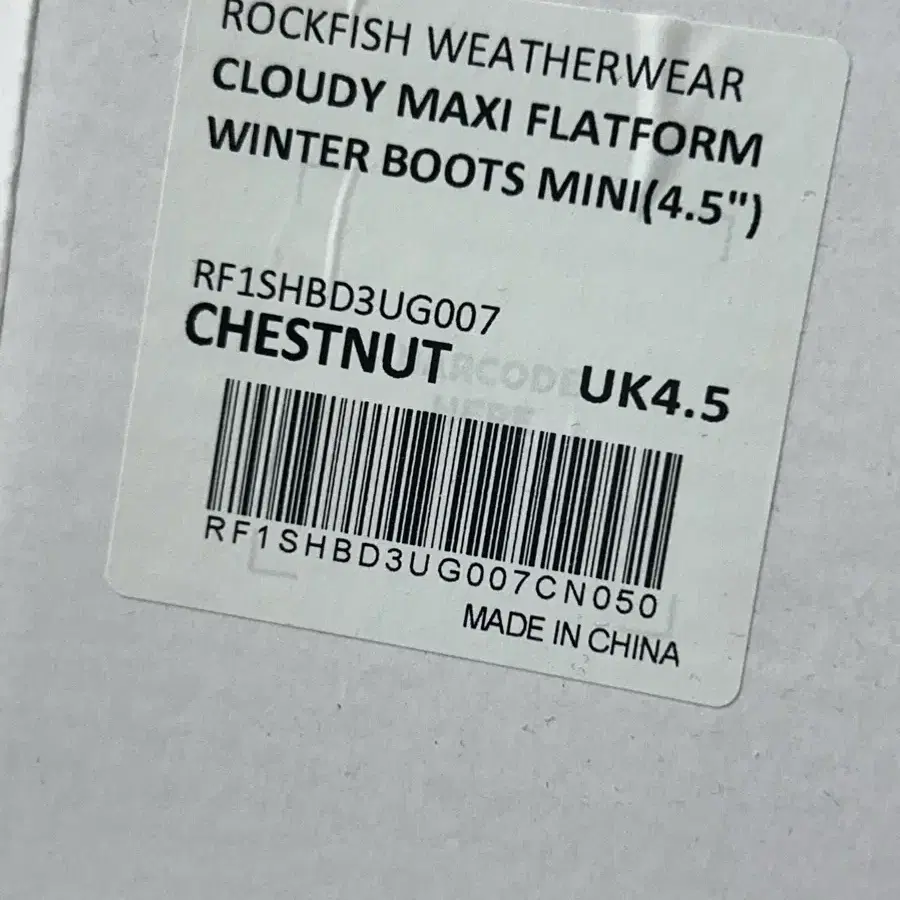 ROCKFISH WEATHERWEAR
CLOUDY MAXI FLATFORM
WINTER BOOTS MINI(4.5")
RF1SHBD3UG007
CHESTNUT
UK4.5
RF1SHBD3UG007CN050
MADE IN CHINA